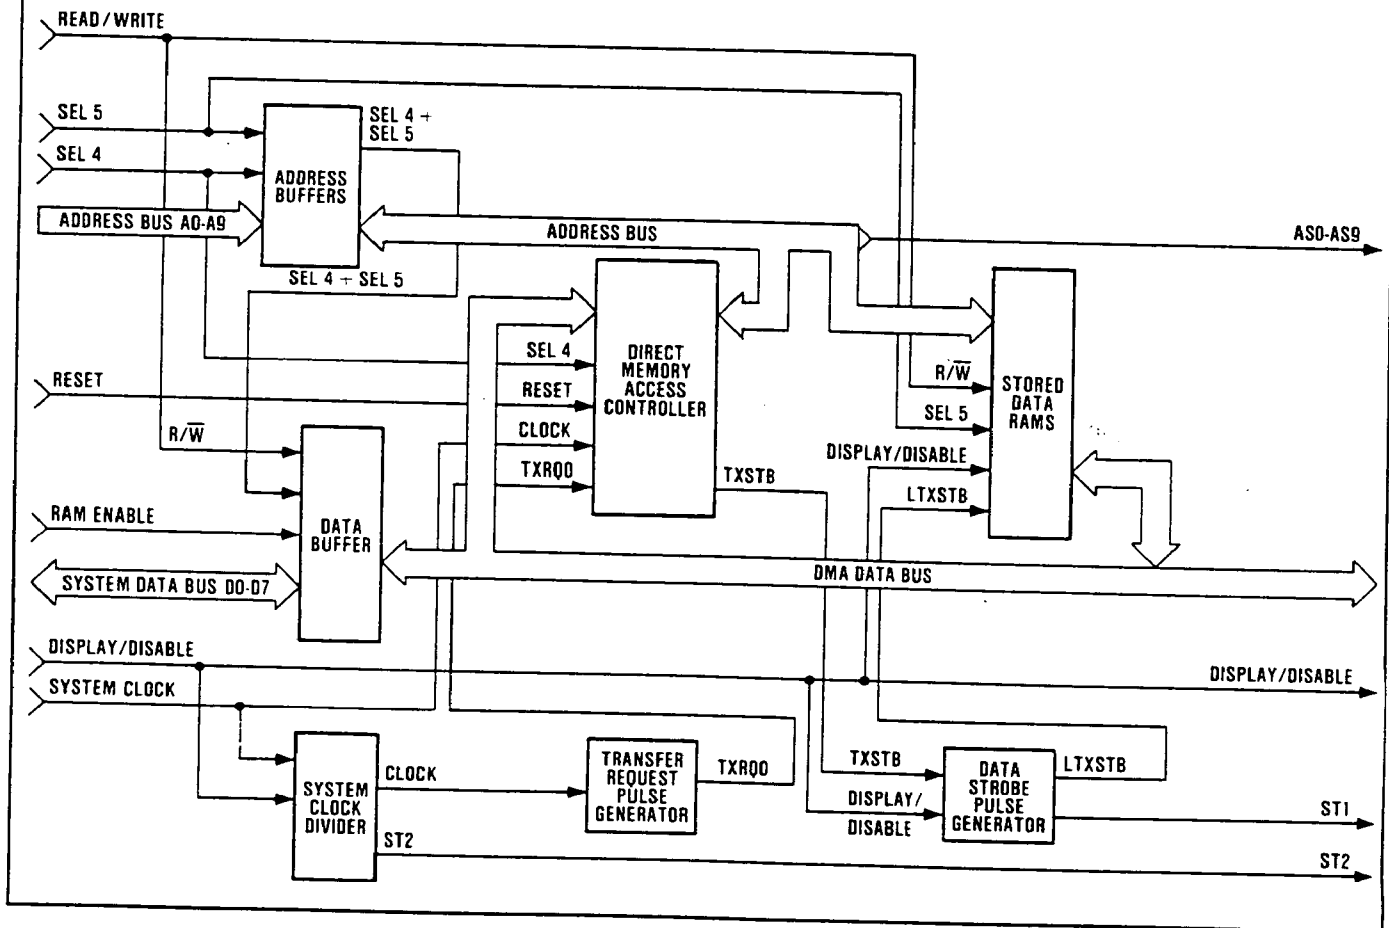 READ/WRITE
SEL 5
SEL 4
ADDRESS BUS A0-A9
ADDRESS
BUFFERS
SEL 4 +
SEL 5
ADDRESS BUS
AS0-AS9
SEL 4 + SEL 5
SEL 4
RESET
CLOCK
TXRQ0
DIRECT
MEMORY
ACCESS
CONTROLLER
TXSTB
R/W̅
SEL 5
DISPLAY/DISABLE
LTXSTB
STORED
DATA
RAMS
RESET
R/W̅
RAM ENABLE
DATA
BUFFER
SYSTEM DATA BUS D0-D7
DMA DATA BUS
DISPLAY/DISABLE
SYSTEM CLOCK
DISPLAY/DISABLE
SYSTEM
CLOCK
DIVIDER
CLOCK
ST2
TRANSFER
REQUEST
PULSE
GENERATOR
TXRQ0
TXSTB
DISPLAY/
DISABLE
DATA
STROBE
PULSE
GENERATOR
LTXSTB
ST1
ST2